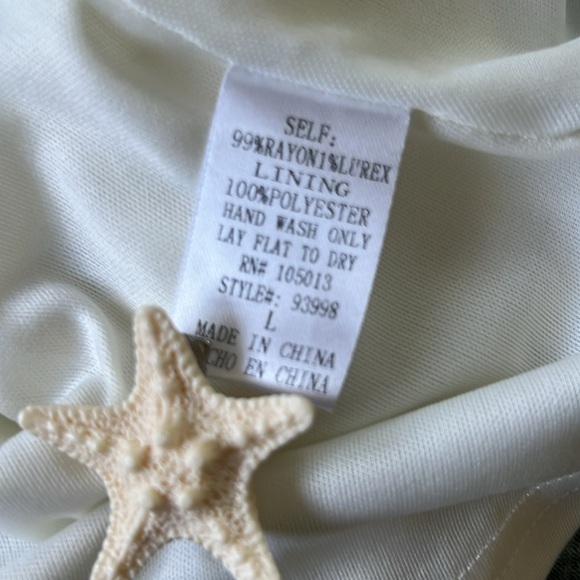 SELF:
99%RAYON1%LUREX
LINING
100%POLYESTER
HAND WASH ONLY
LAY FLAT TO DRY
RN# 105013
STYLE#: 93998
L
MADE IN CHINA
CHO EN CHINA